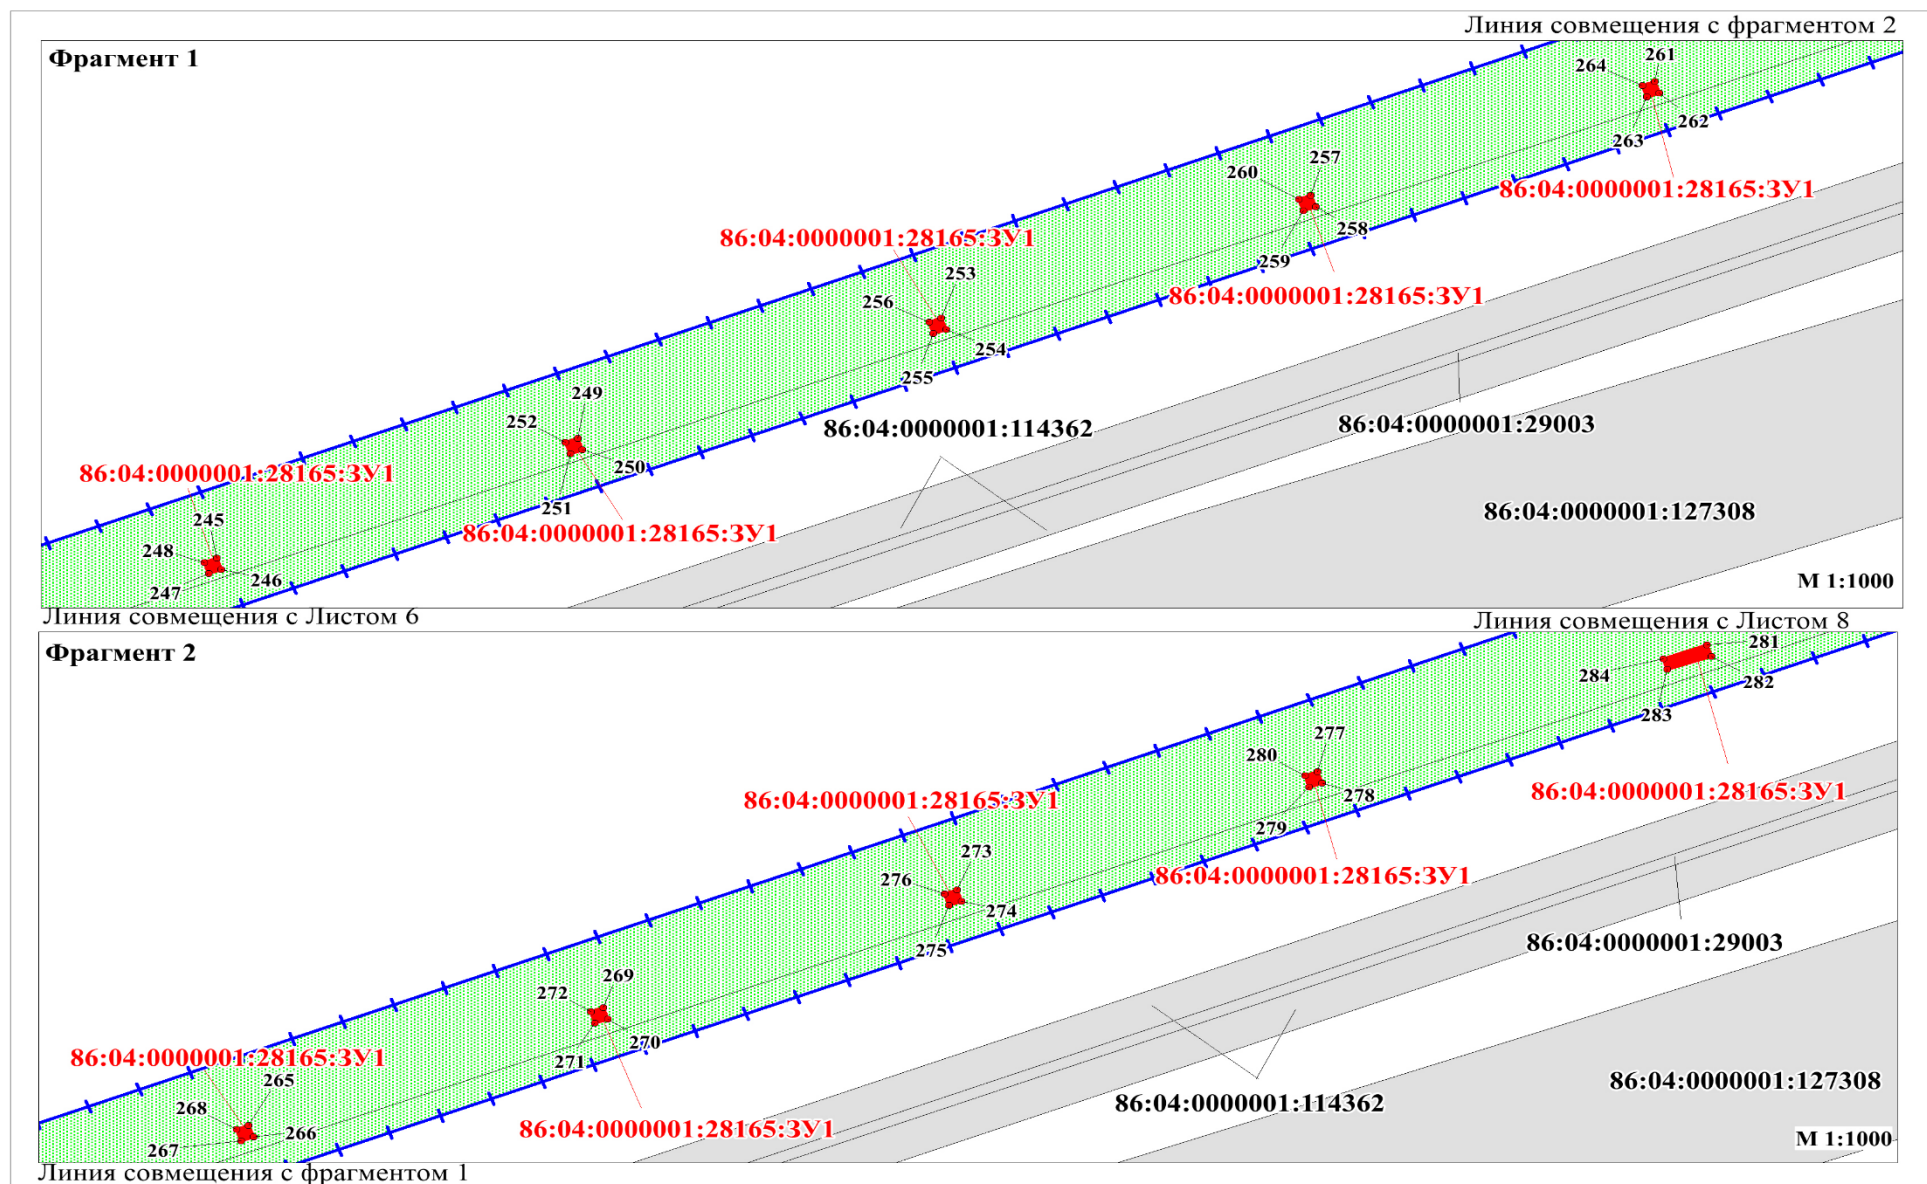 Линия совмещения с фрагментом 2
Фрагмент 1
261
264
262
263
86:04:0000001:28165:ЗУ1
257
260
258
259
86:04:0000001:28165:ЗУ1
86:04:0000001:28165:ЗУ1
253
256
254
255
249
252
250
251
86:04:0000001:28165:ЗУ1
86:04:0000001:28165:ЗУ1
245
248
246
247
86:04:0000001:114362
86:04:0000001:29003
86:04:0000001:127308
М 1:1000
Линия совмещения с Листом 6
Линия совмещения с Листом 8
Фрагмент 2
281
284
282
283
86:04:0000001:28165:ЗУ1
277
280
278
279
86:04:0000001:28165:ЗУ1
86:04:0000001:28165:ЗУ1
273
276
274
275
269
272
270
271
86:04:0000001:28165:ЗУ1
86:04:0000001:28165:ЗУ1
265
268
266
267
86:04:0000001:29003
86:04:0000001:114362
86:04:0000001:127308
М 1:1000
Линия совмещения с фрагментом 1